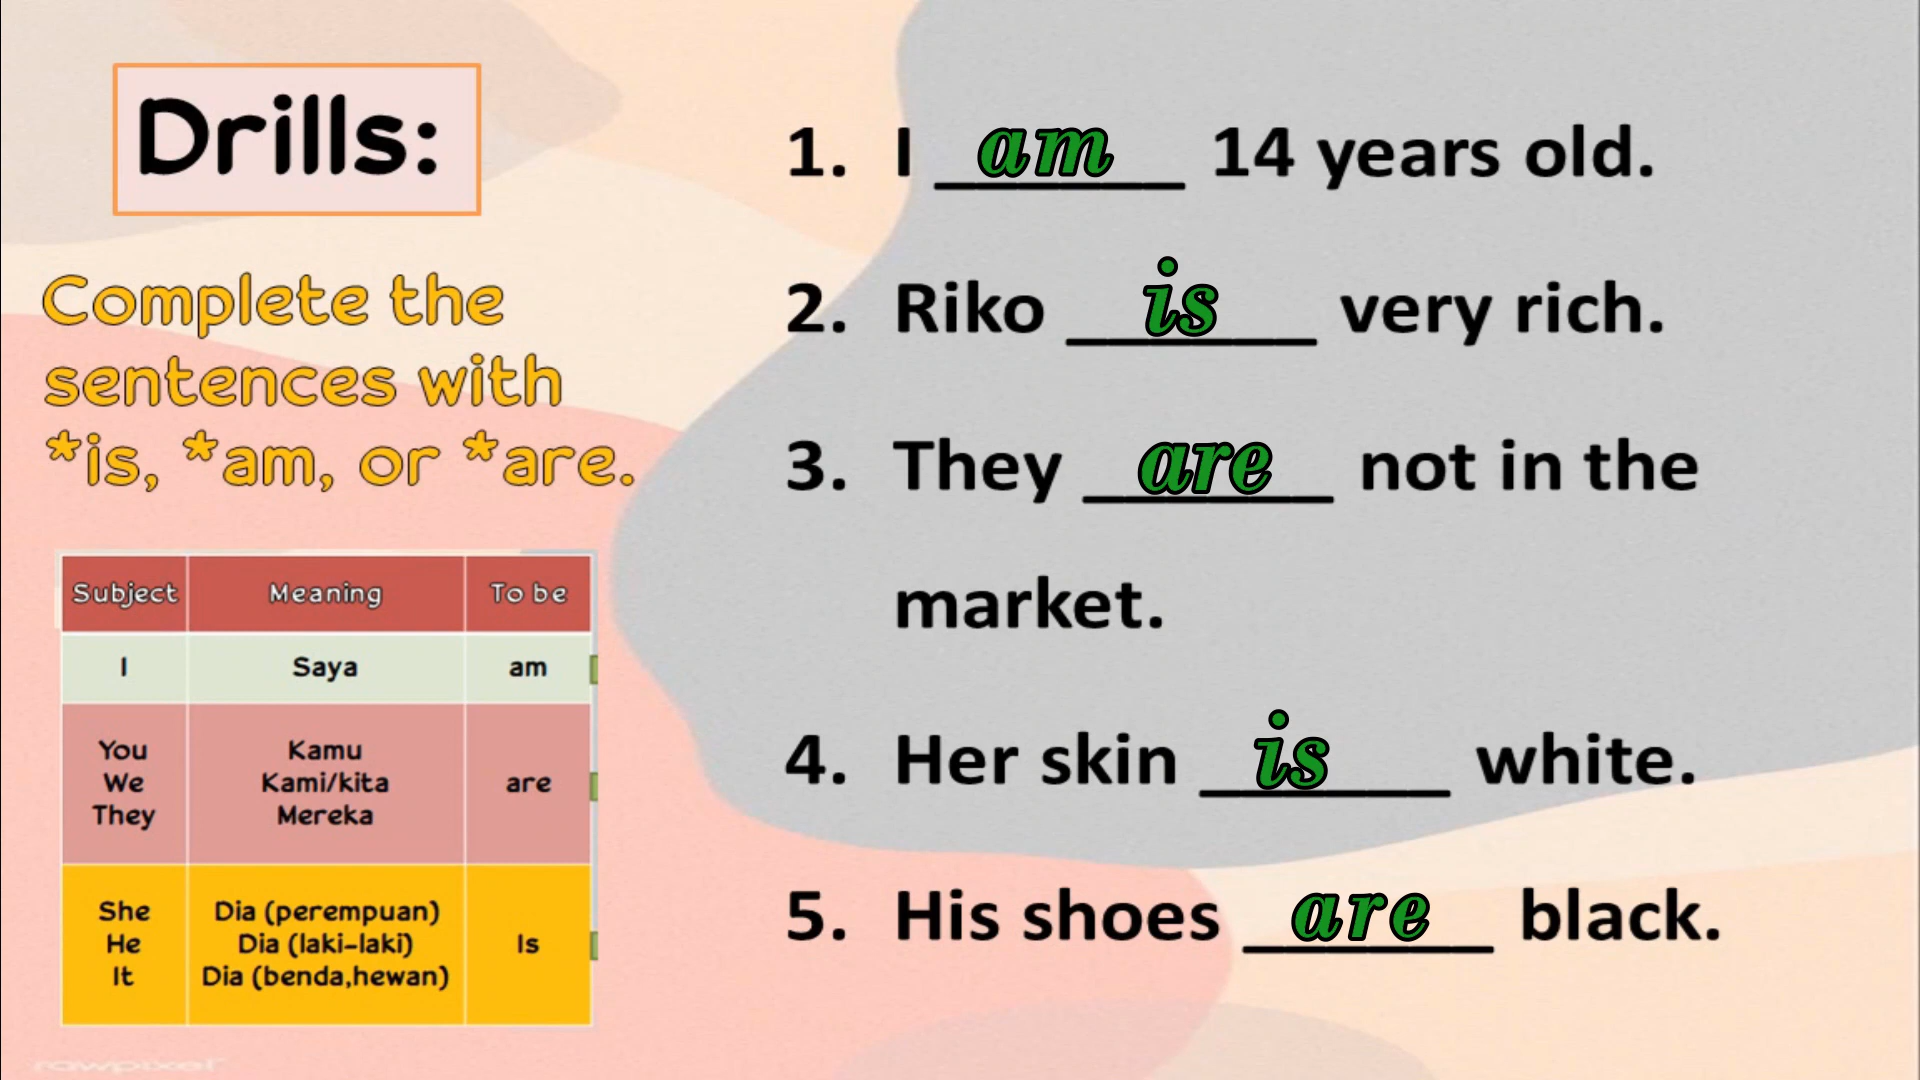 Drills:
Complete the
sentences with
*is, *am, or *are.
Subject Meaning To be
I Saya am
You Kamu
We Kami/kita are
They Mereka
She Dia (perempuan)
He Dia (laki-laki) Is
It Dia (benda,hewan)
1. I am 14 years old.
2. Riko is very rich.
3. They are not in the
market.
4. Her skin is white.
5. His shoes are black.
rawpixel